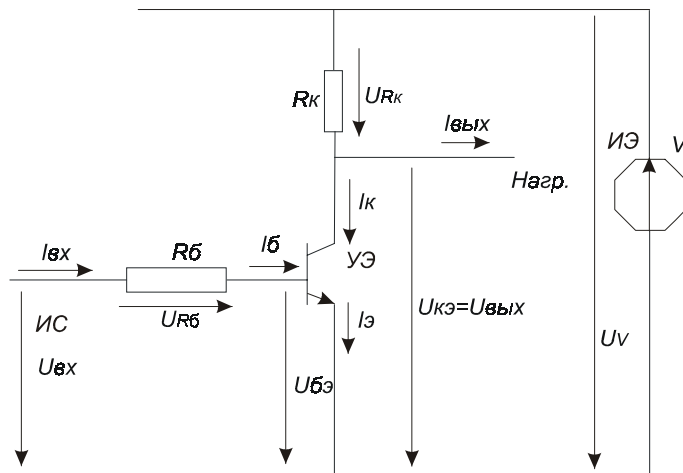 Rк
URк
Iвых
ИЭ
V
Нагр.
Iк
Iвх
Rб
Iб
УЭ
URб
Iэ
Uкэ=Uвых
ИС
Uбэ
Uвх
Uv